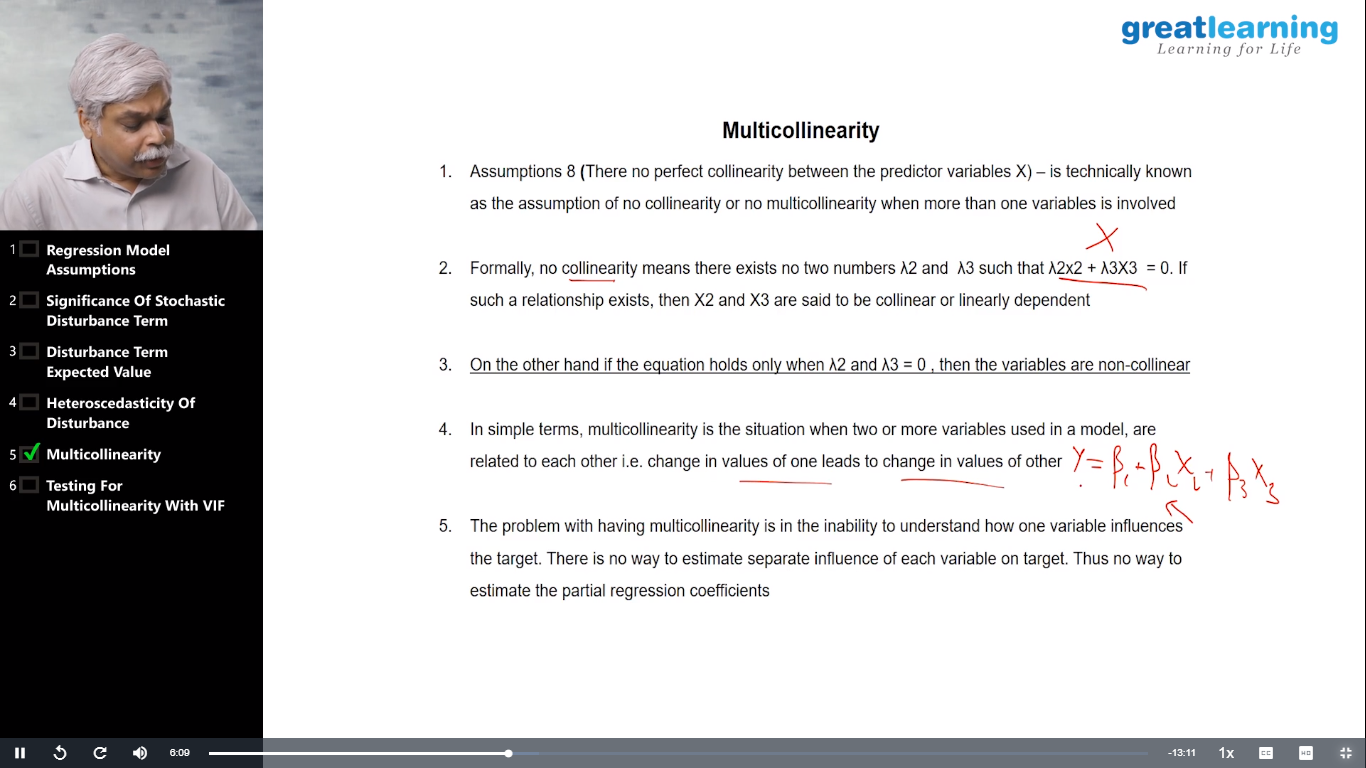 greatlearning
Learning for Life
Multicollinearity
1. Assumptions 8 (There no perfect collinearity between the predictor variables X) – is technically known
as the assumption of no collinearity or no multicollinearity when more than one variables is involved
X
2. Formally, no collinearity means there exists no two numbers λ2 and λ3 such that λ2x2 + λ3X3 = 0. If
such a relationship exists, then X2 and X3 are said to be collinear or linearly dependent
3. On the other hand if the equation holds only when λ2 and λ3 = 0 , then the variables are non-collinear
4. In simple terms, multicollinearity is the situation when two or more variables used in a model, are
related to each other i.e. change in values of one leads to change in values of other
Y = β₁ + β₂X₂ + β₃X₃
5. The problem with having multicollinearity is in the inability to understand how one variable influences
the target. There is no way to estimate separate influence of each variable on target. Thus no way to
estimate the partial regression coefficients
1 Regression Model
Assumptions
2 Significance Of Stochastic
Disturbance Term
3 Disturbance Term
Expected Value
4 Heteroscedasticity Of
Disturbance
5 Multicollinearity
6 Testing For
Multicollinearity With VIF
6:09
-13:11
1x
CC
HD